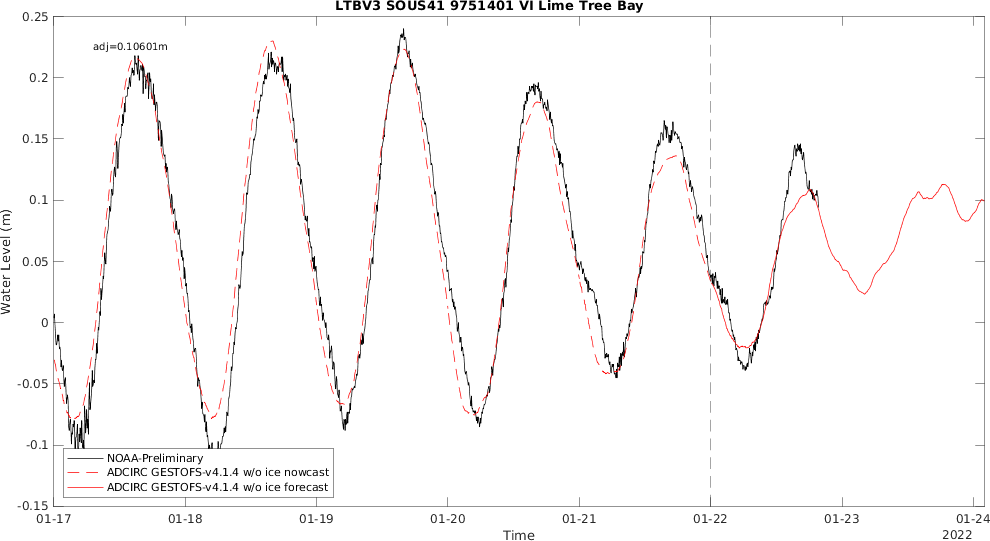 LTBV3 SOUS41 9751401 VI Lime Tree Bay
adj=0.10601m
0.25
0.2
0.15
0.1
0.05
0
-0.05
-0.1
-0.15
Water Level (m)
NOAA-Preliminary
ADCIRC GESTOFS-v4.1.4 w/o ice nowcast
ADCIRC GESTOFS-v4.1.4 w/o ice forecast
01-17 01-18 01-19 01-20 01-21 01-22 01-23 01-24
Time
2022